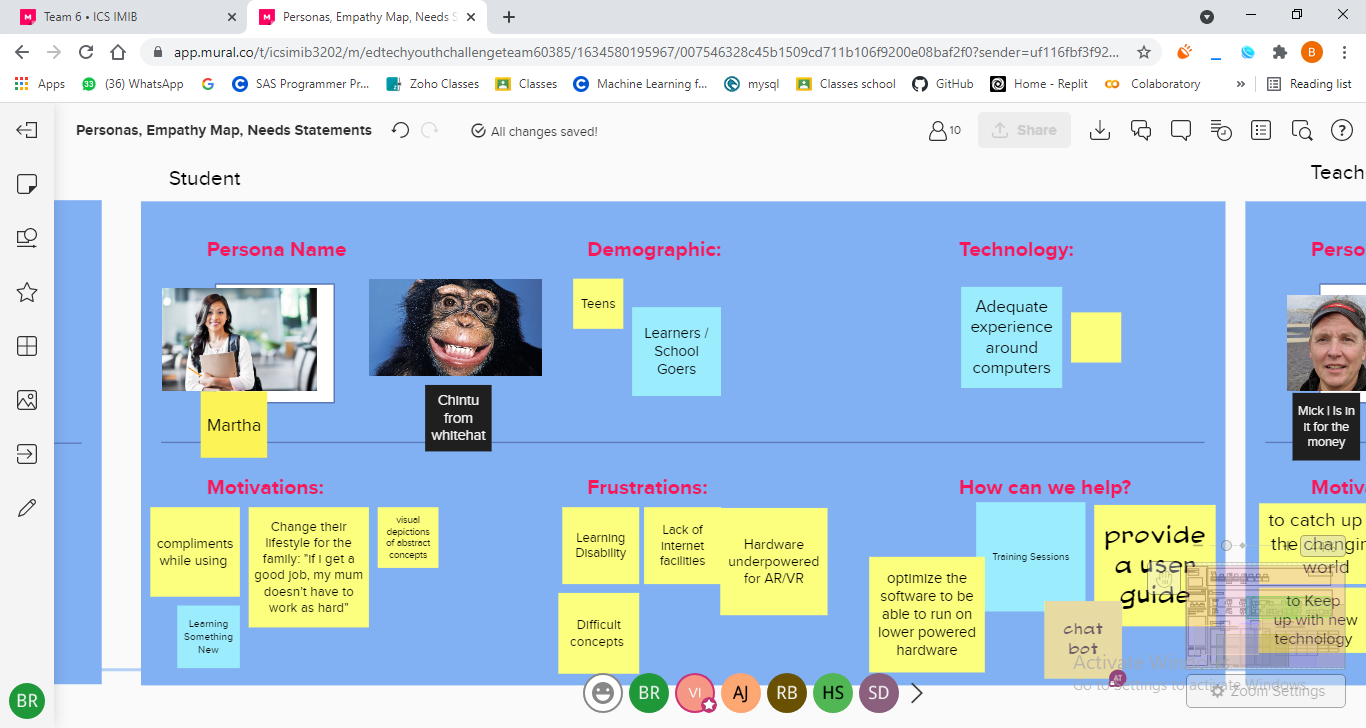 Team 6 • ICS IMIB
Personas, Empathy Map, Needs S
app.mural.co/t/icsimib3202/m/edtechyouthchallengeteam60385/1634580195967/007546328c45b1509cd711b106f9200e08baf2f0?sender=uf116fbf3f92...
B
Apps
33
(36) WhatsApp
SAS Programmer Pr...
Zoho Classes
Classes
Machine Learning f...
mysql
Classes school
GitHub
Home - Replit
Colaboratory
»
Reading list
Personas, Empathy Map, Needs Statements
All changes saved!
10
Share
Student
Teach
Persona Name
Demographic:
Technology:
Perso
Teens
Learners /
School
Goers
Adequate
experience
around
computers
Martha
Chintu
from
whitehat
Mick | Is in
it for the
money
Motivations:
Frustrations:
How can we help?
Motiva
compliments
while using
Change their
lifestyle for the
family: "If I get a
good job, my mum
doesn't have to
work as hard"
visual
depictions
of abstract
concepts
Learning
Something
New
Learning
Disability
Lack of
internet
facilities
Hardware
underpowered
for AR/VR
Difficult
concepts
optimize the
software to be
able to run on
lower powered
hardware
Training Sessions
provide
a user
guide
chat
bot
AT
to catch up
the changin
world
to Keep
up with new
technology
Activate Windows
Go to Settings to activate Windows.
Zoom Settings
BR
BR
VI
AJ
RB
HS
SD